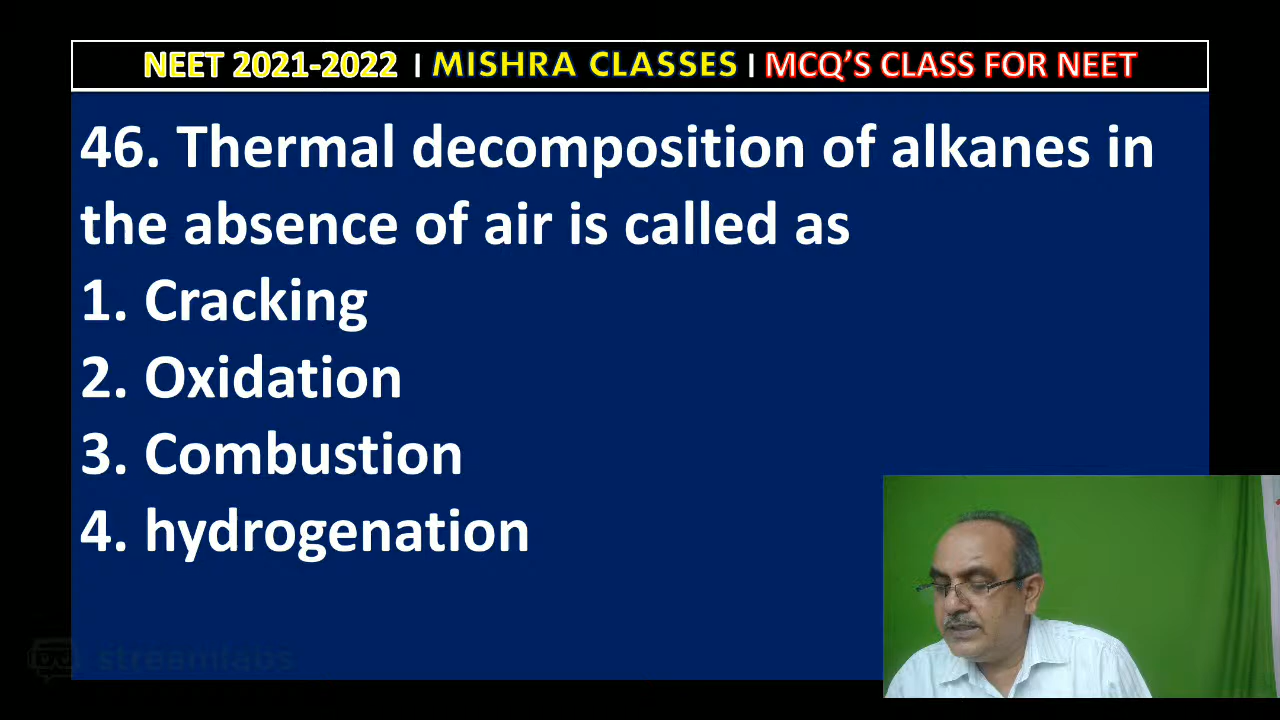 NEET 2021-2022 I MISHRA CLASSES I MCQ’S CLASS FOR NEET
46. Thermal decomposition of alkanes in
the absence of air is called as
1. Cracking
2. Oxidation
3. Combustion
4. hydrogenation
streamlabs